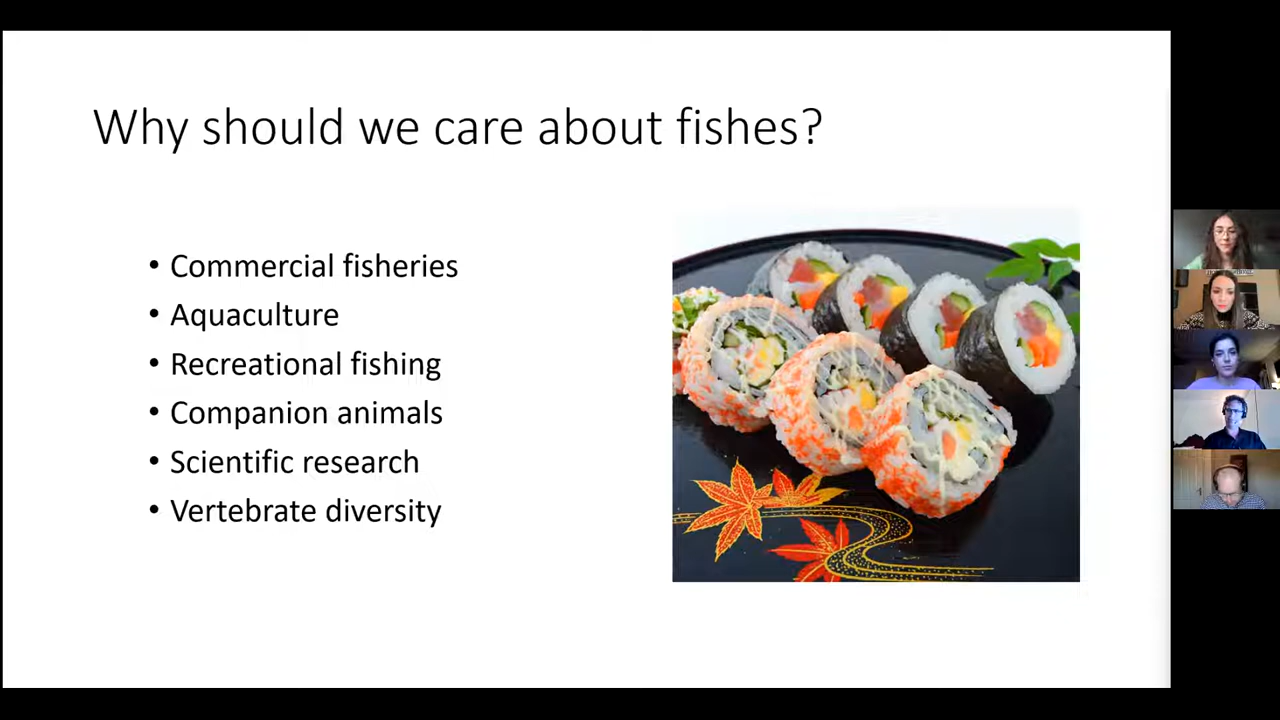 Why should we care about fishes?
• Commercial fisheries
• Aquaculture
• Recreational fishing
• Companion animals
• Scientific research
• Vertebrate diversity